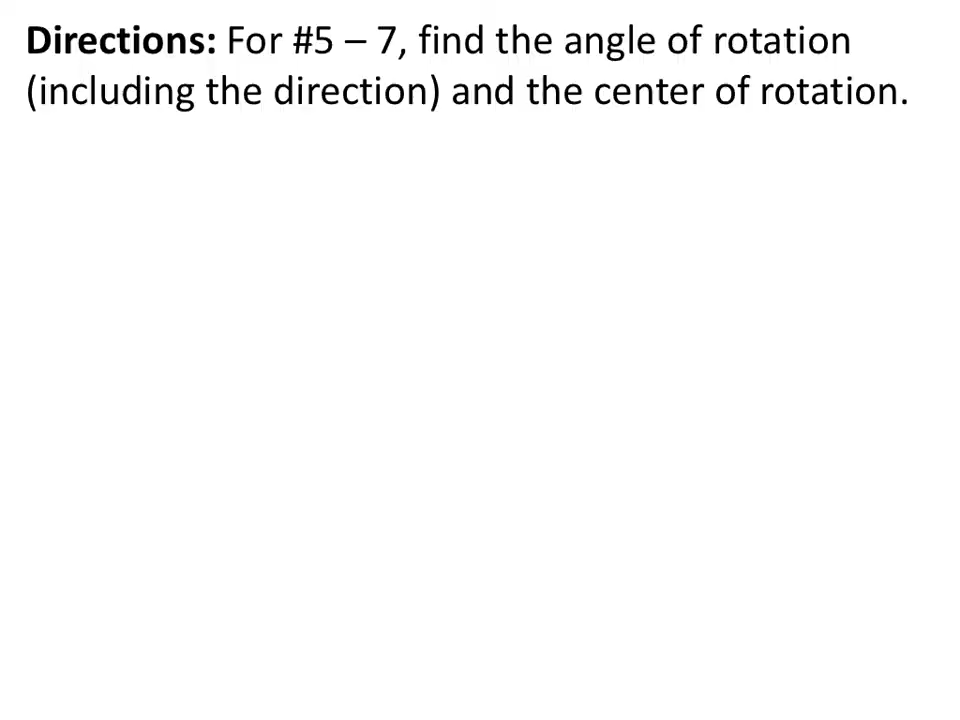 Directions: For #5 – 7, find the angle of rotation
(including the direction) and the center of rotation.